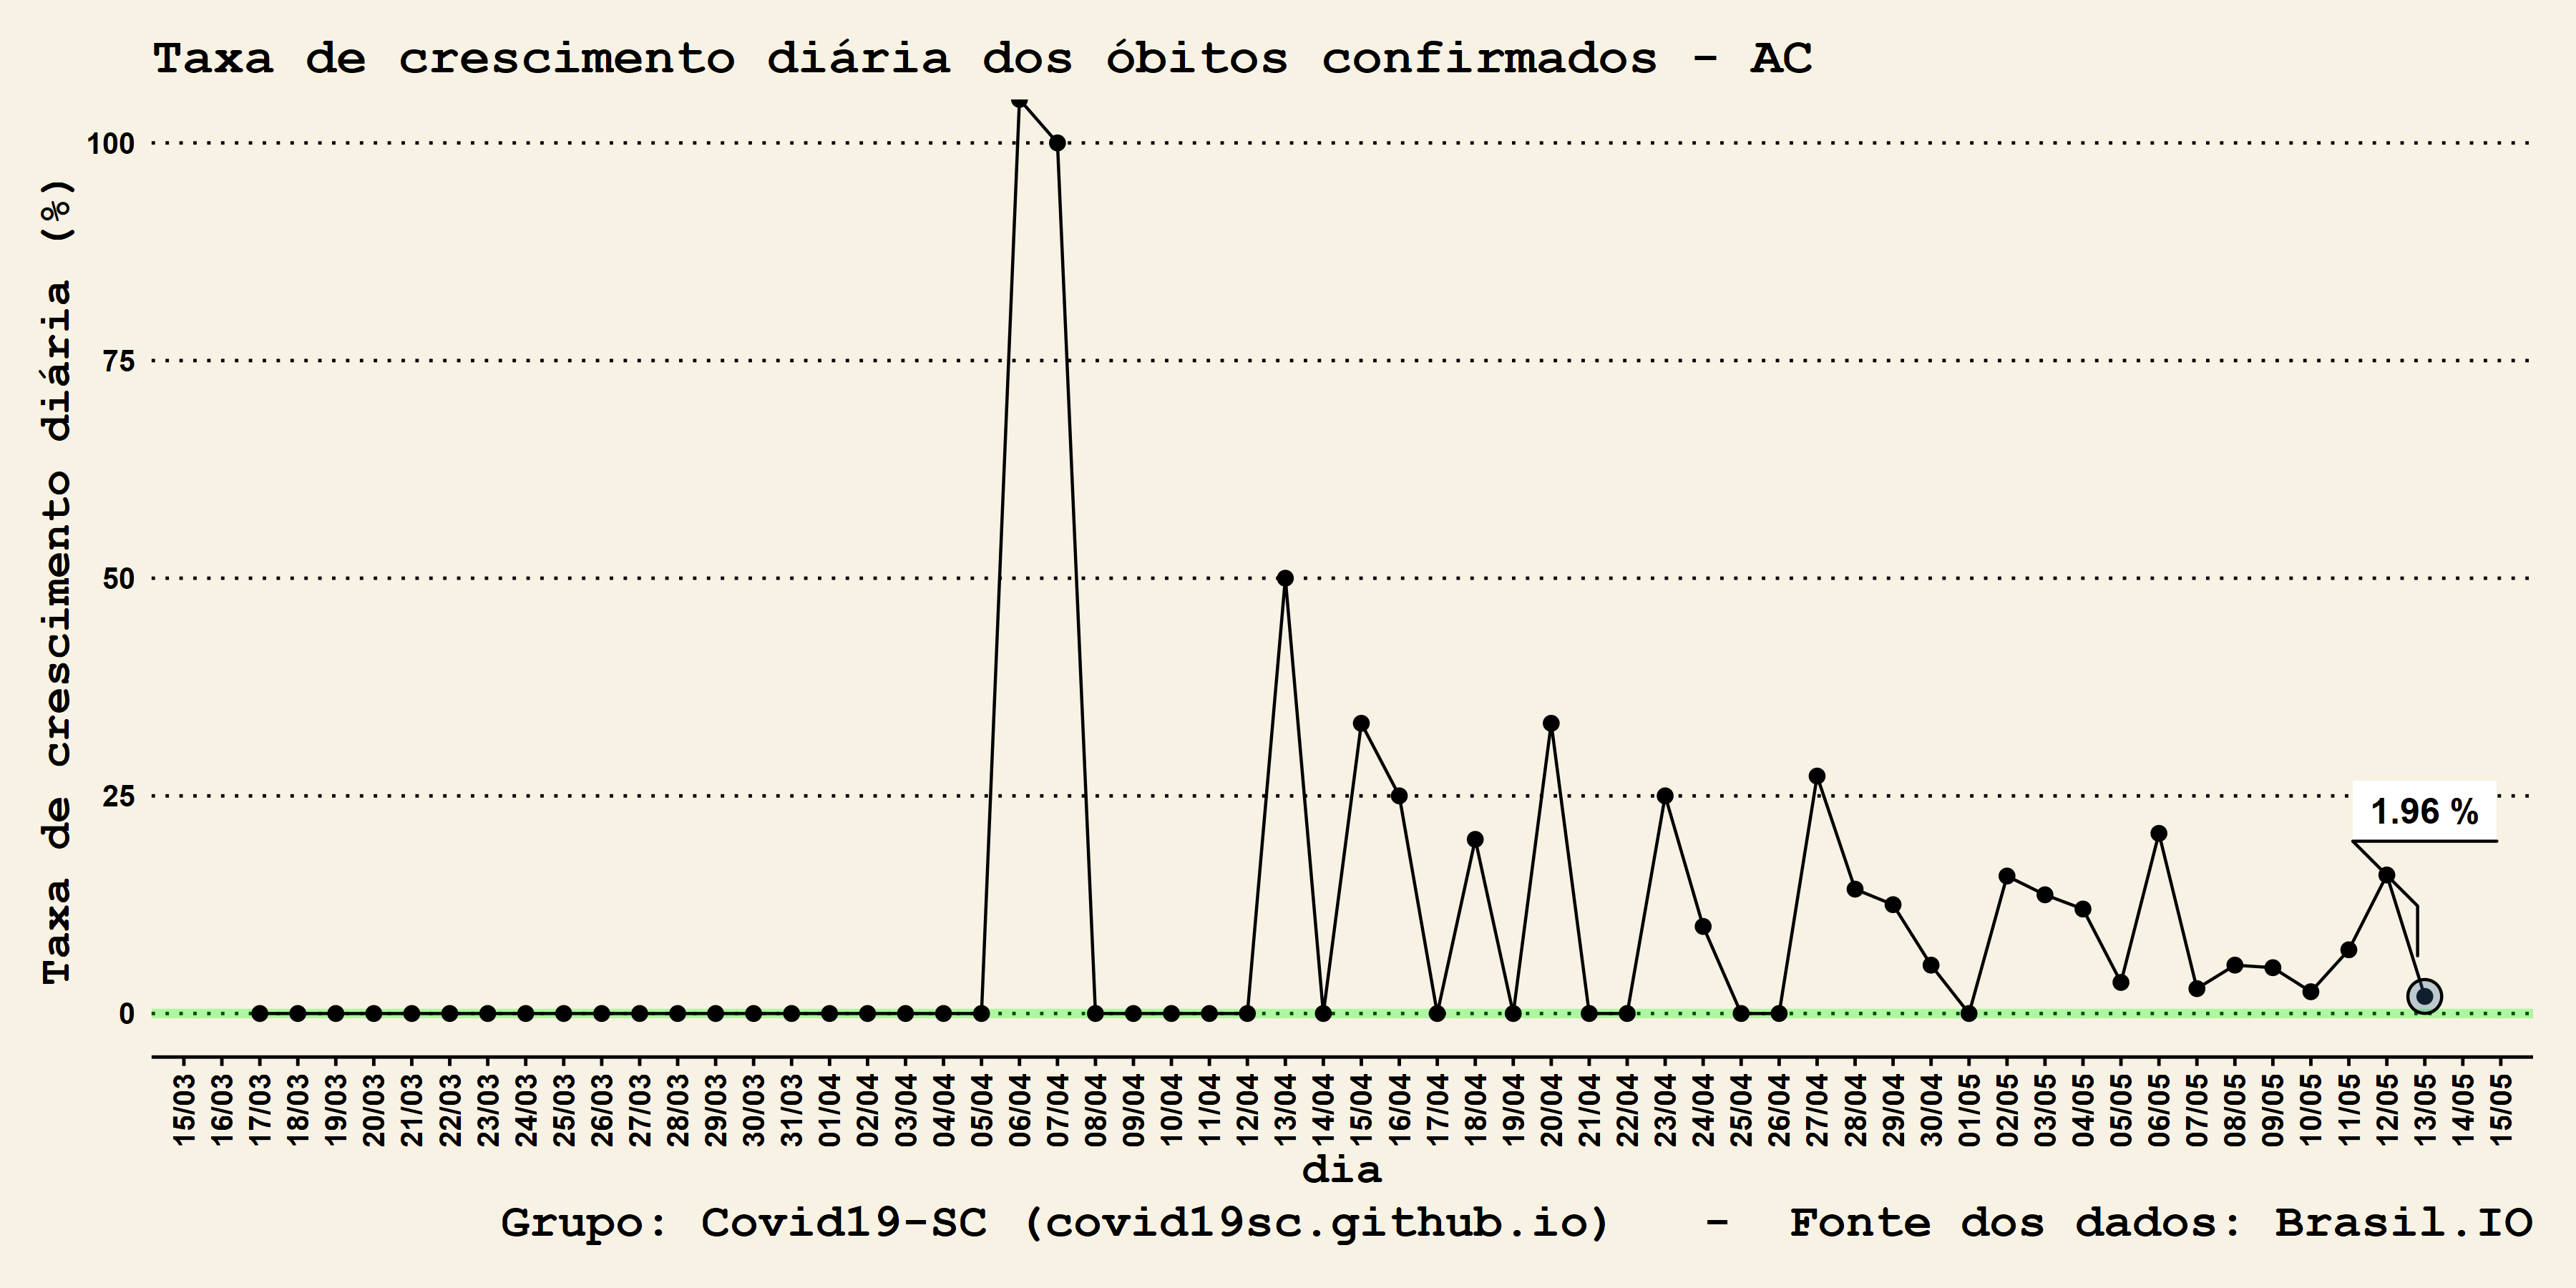 Taxa de crescimento diária dos óbitos confirmados - AC
Taxa de crescimento diária (%)
100
75
50
25
0
1.96 %
15/03 16/03 17/03 18/03 19/03 20/03 21/03 22/03 23/03 24/03 25/03 26/03 27/03 28/03 29/03 30/03 31/03 01/04 02/04 03/04 04/04 05/04 06/04 07/04 08/04 09/04 10/04 11/04 12/04 13/04 14/04 15/04 16/04 17/04 18/04 19/04 20/04 21/04 22/04 23/04 24/04 25/04 26/04 27/04 28/04 29/04 30/04 01/05 02/05 03/05 04/05 05/05 06/05 07/05 08/05 09/05 10/05 11/05 12/05 13/05 14/05 15/05
dia
Grupo: Covid19-SC (covid19sc.github.io) - Fonte dos dados: Brasil.IO